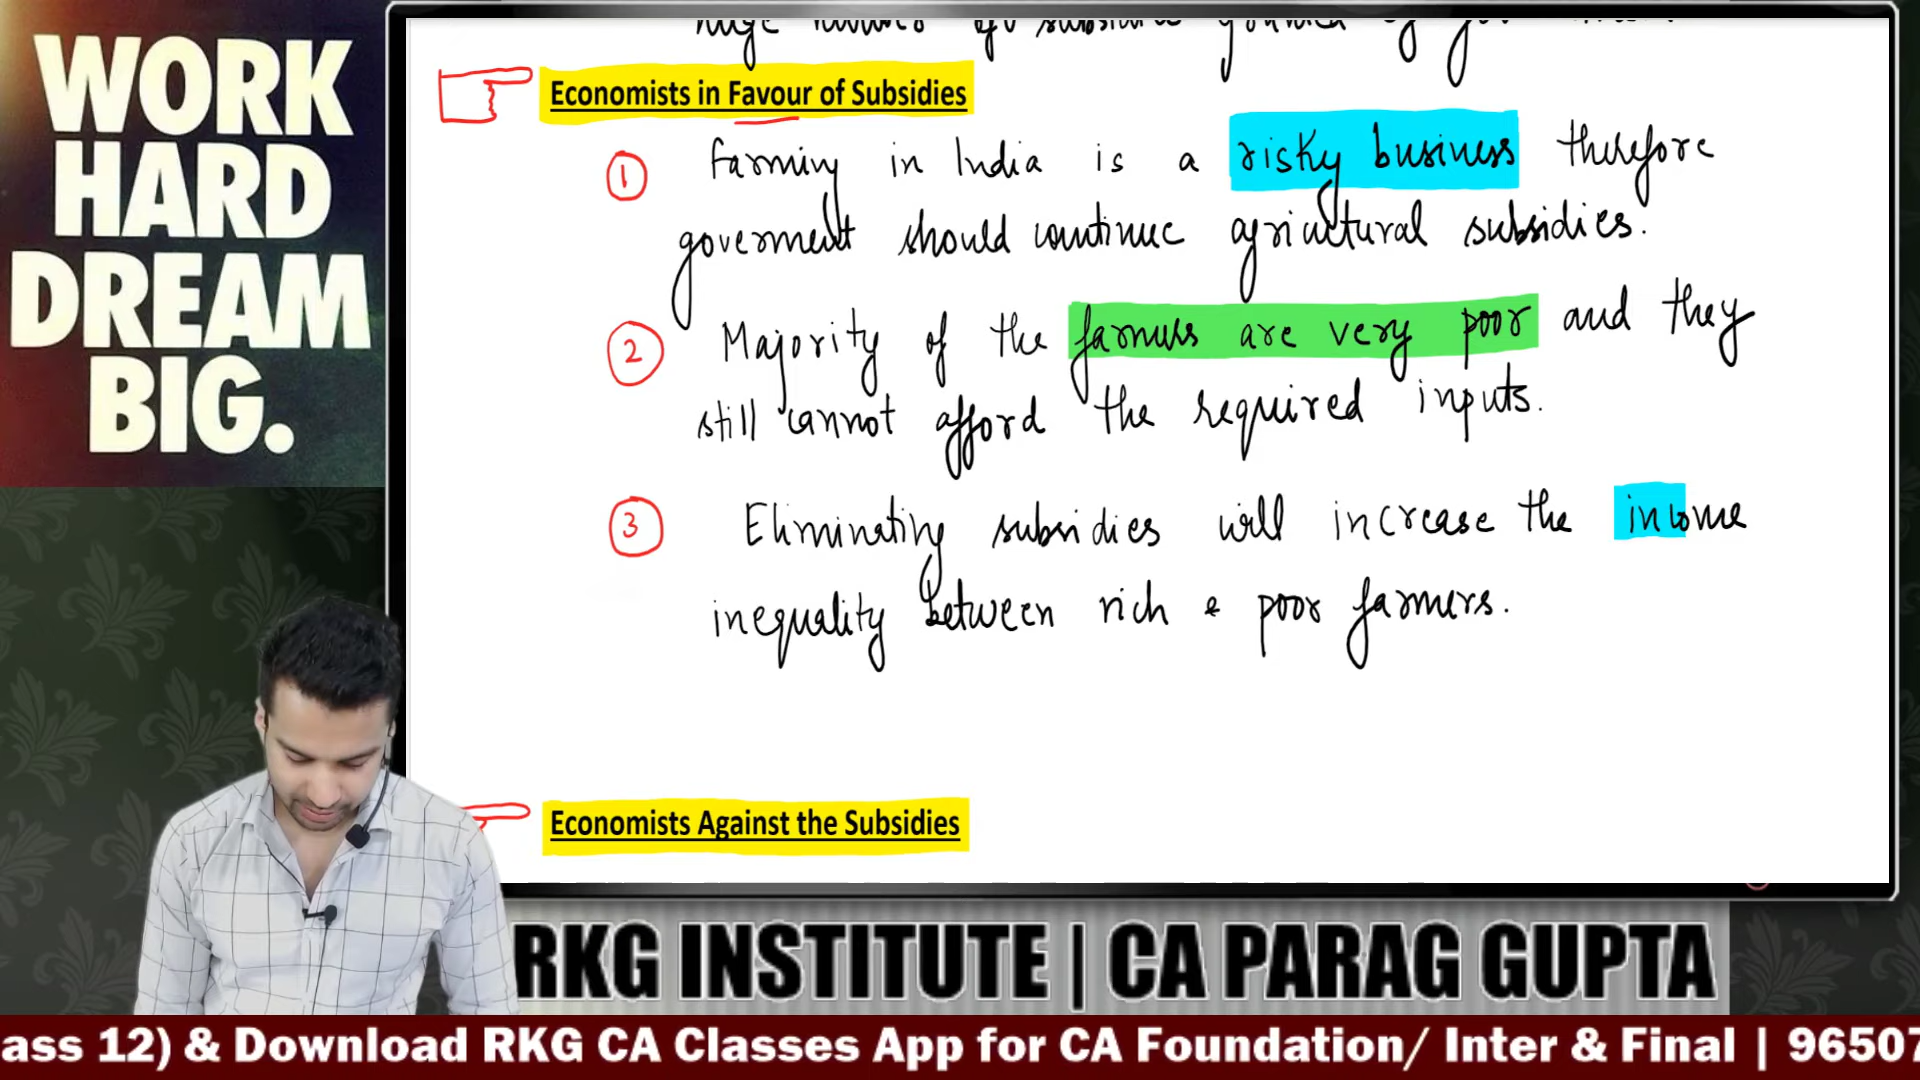 WORK
HARD
DREAM
BIG.
huge
Economists in Favour of Subsidies
1 farming in India is a risky business therefore
government should continue agricultural subsidies.
2 Majority of the farmers are very poor and they
still cannot afford the required inputs.
3 Eliminating subsidies will increase the income
inequality between rich & poor farmers.
Economists Against the Subsidies
RKG INSTITUTE | CA PARAG GUPTA
ass 12) & Download RKG CA Classes App for CA Foundation/ Inter & Final | 96507